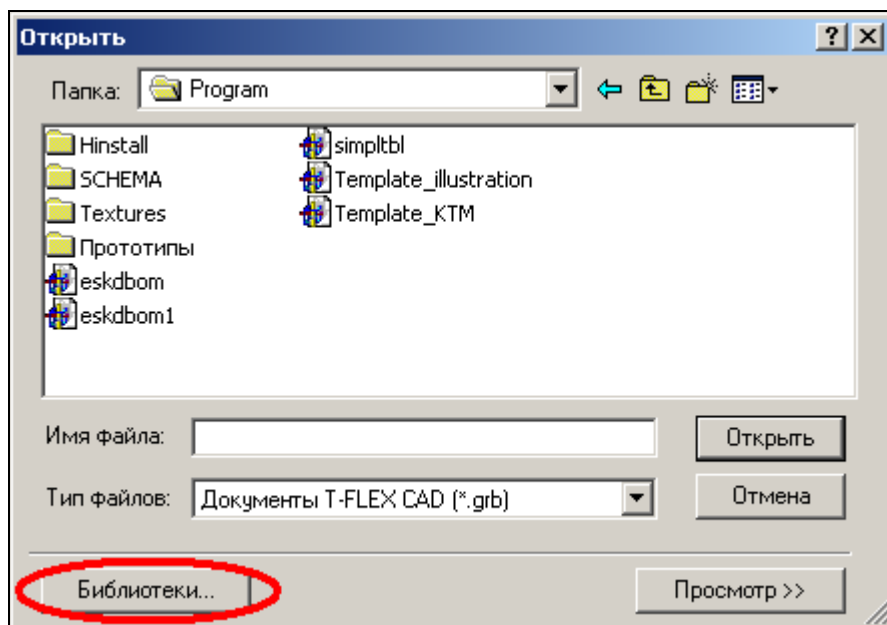 Открыть
Папка: Program
Hinstall
SCHEMA
Textures
Прототипы
eskdbom
eskdbom1
simpltbl
Template_illustration
Template_KTM
Имя файла: Открыть
Тип файлов: Документы T-FLEX CAD (*.grb) Отмена
Библиотеки... Просмотр >>